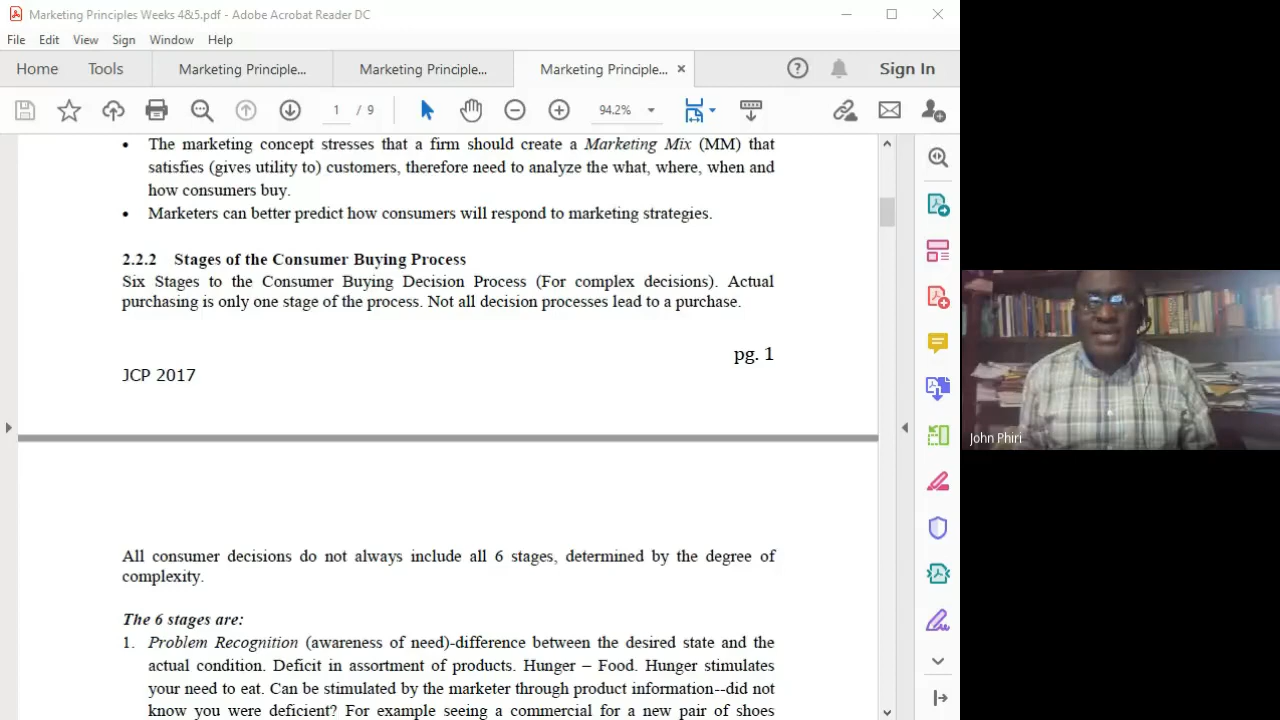 Marketing Principles Weeks 4&5.pdf - Adobe Acrobat Reader DC
File Edit View Sign Window Help
Home Tools Marketing Principle... Marketing Principle... Marketing Principle... × Sign In
1 / 9 94.2%
• The marketing concept stresses that a firm should create a Marketing Mix (MM) that
satisfies (gives utility to) customers, therefore need to analyze the what, where, when and
how consumers buy.
• Marketers can better predict how consumers will respond to marketing strategies.
2.2.2 Stages of the Consumer Buying Process
Six Stages to the Consumer Buying Decision Process (For complex decisions). Actual
purchasing is only one stage of the process. Not all decision processes lead to a purchase.
pg. 1
JCP 2017
All consumer decisions do not always include all 6 stages, determined by the degree of
complexity.
The 6 stages are:
1. Problem Recognition (awareness of need)-difference between the desired state and the
actual condition. Deficit in assortment of products. Hunger – Food. Hunger stimulates
your need to eat. Can be stimulated by the marketer through product information--did not
know you were deficient? For example seeing a commercial for a new pair of shoes
John Phiri